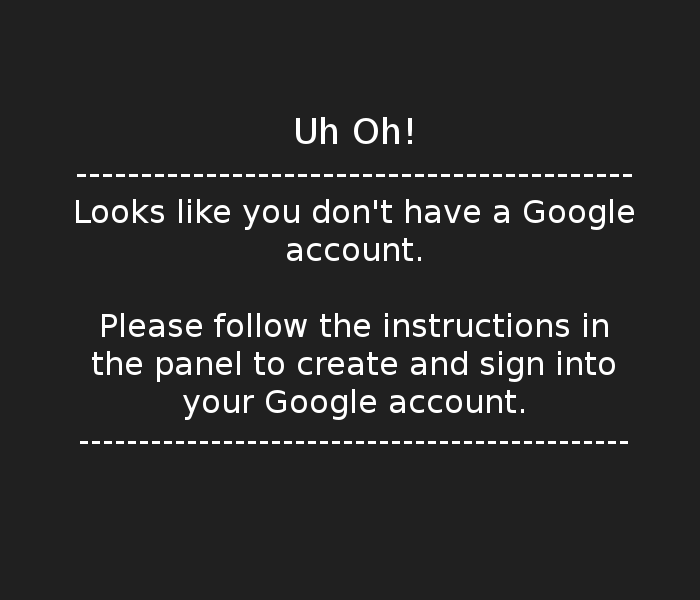 Uh Oh!
-------------------------------------------
Looks like you don't have a Google
account.
Please follow the instructions in
the panel to create and sign into
your Google account.
----------------------------------------------